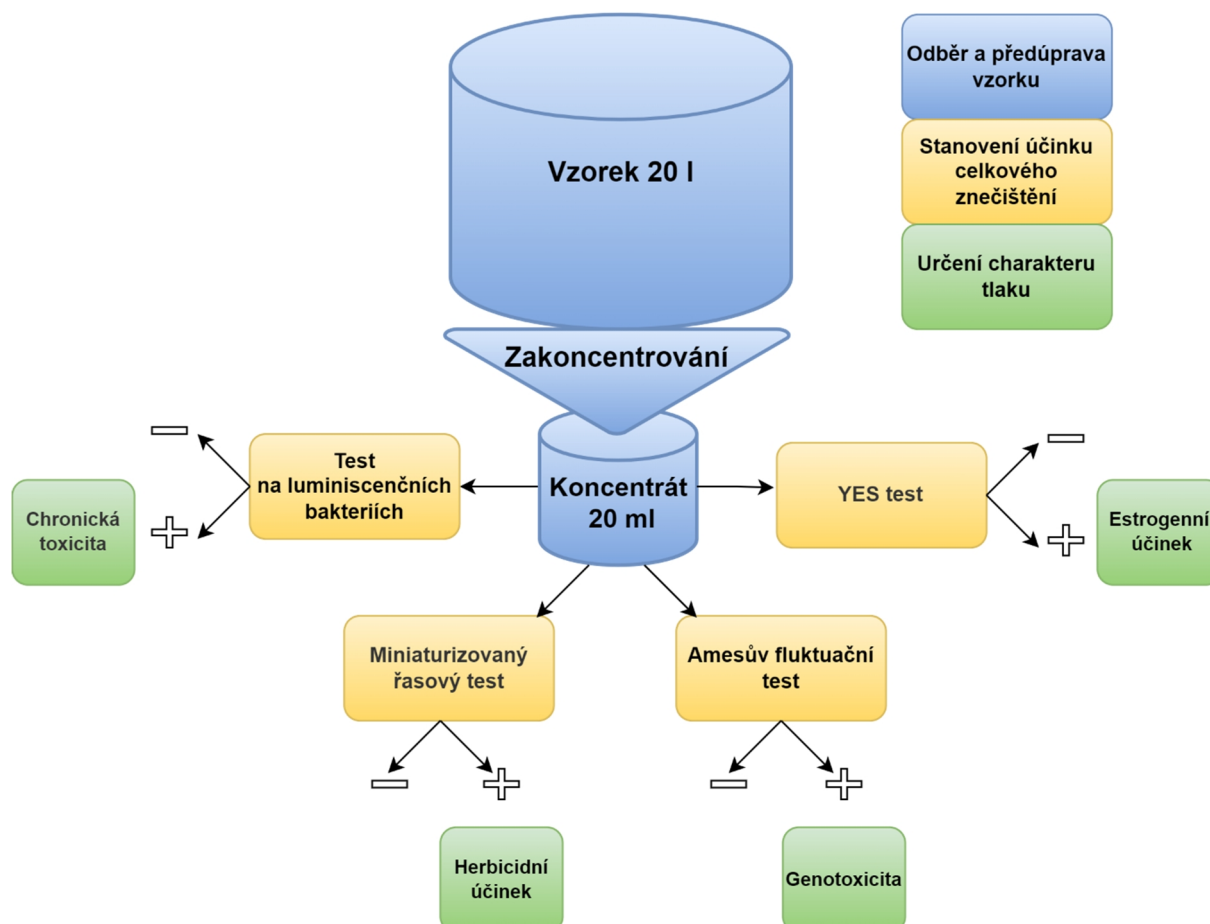 Odběr a předúprava
vzorku
Stanovení účinku
celkového
znečištění
Určení charakteru
tlaku
Vzorek 20 l
Zakoncentrování
Koncentrát
20 ml
Test
na luminiscenčních
bakteriích
Chronická
toxicita
YES test
Estrogenní
účinek
Miniaturizovaný
řasový test
Amesův fluktuační
test
Herbicidní
účinek
Genotoxicita